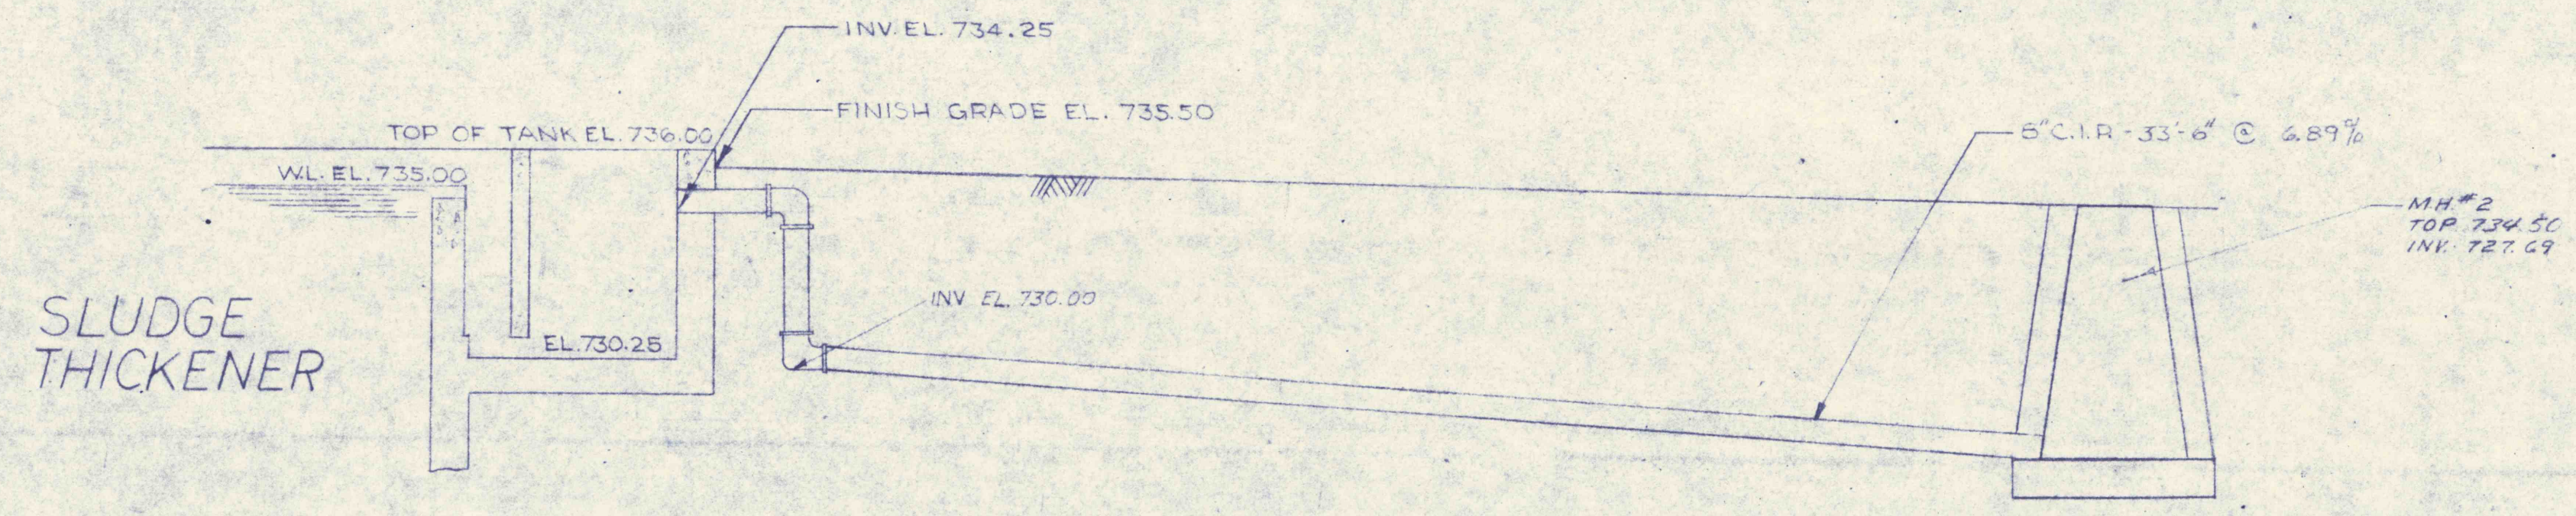 INV. EL. 734.25
FINISH GRADE EL. 735.50
TOP OF TANK EL. 736.00
W.L. EL. 735.00
6" C.I.P. - 33'-6" @ 6.89%
M.H. #2
TOP 734.50
INV. 727.69
INV EL. 730.00
SLUDGE
THICKENER
EL. 730.25